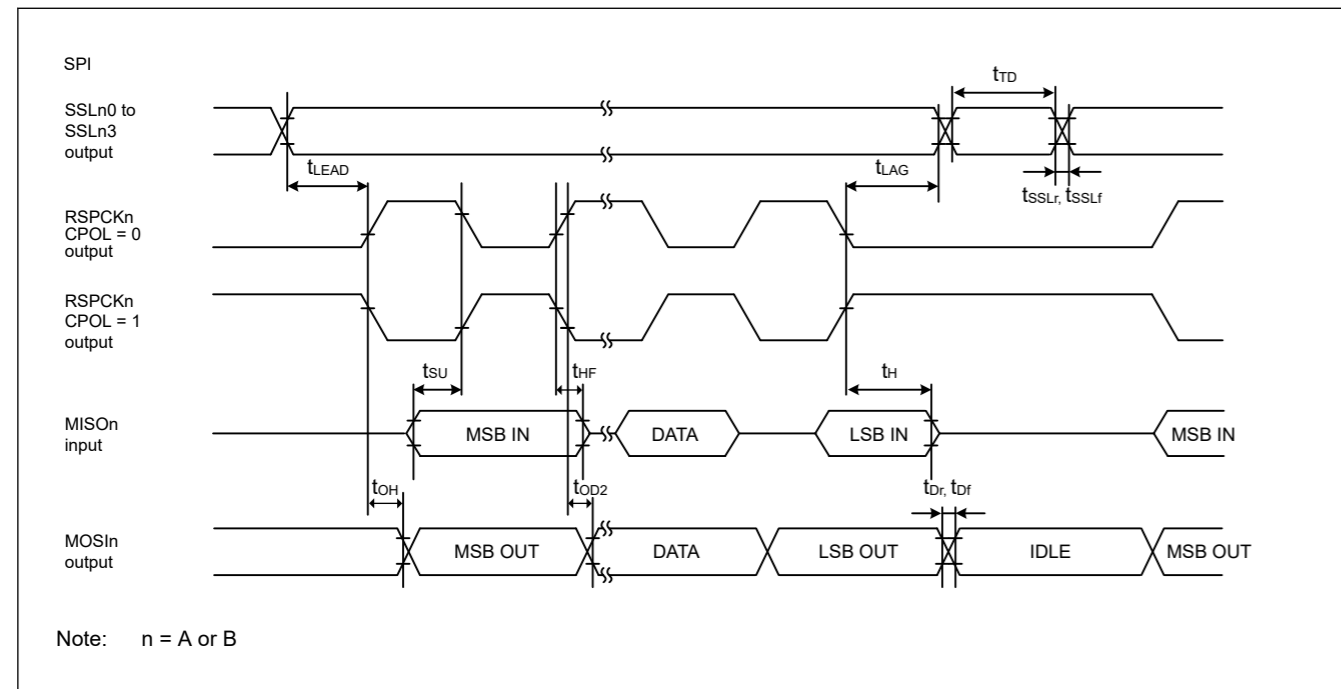 SPI
SSLn0 to
SSLn3
output
tTD
tLEAD
tLAG
tSSLr, tSSLf
RSPCKn
CPOL = 0
output
RSPCKn
CPOL = 1
output
tSU
tHF
tH
MISOn
input
MSB IN
DATA
LSB IN
MSB IN
tOH
tOD2
tDr, tDf
MOSIn
output
MSB OUT
DATA
LSB OUT
IDLE
MSB OUT
Note: n = A or B